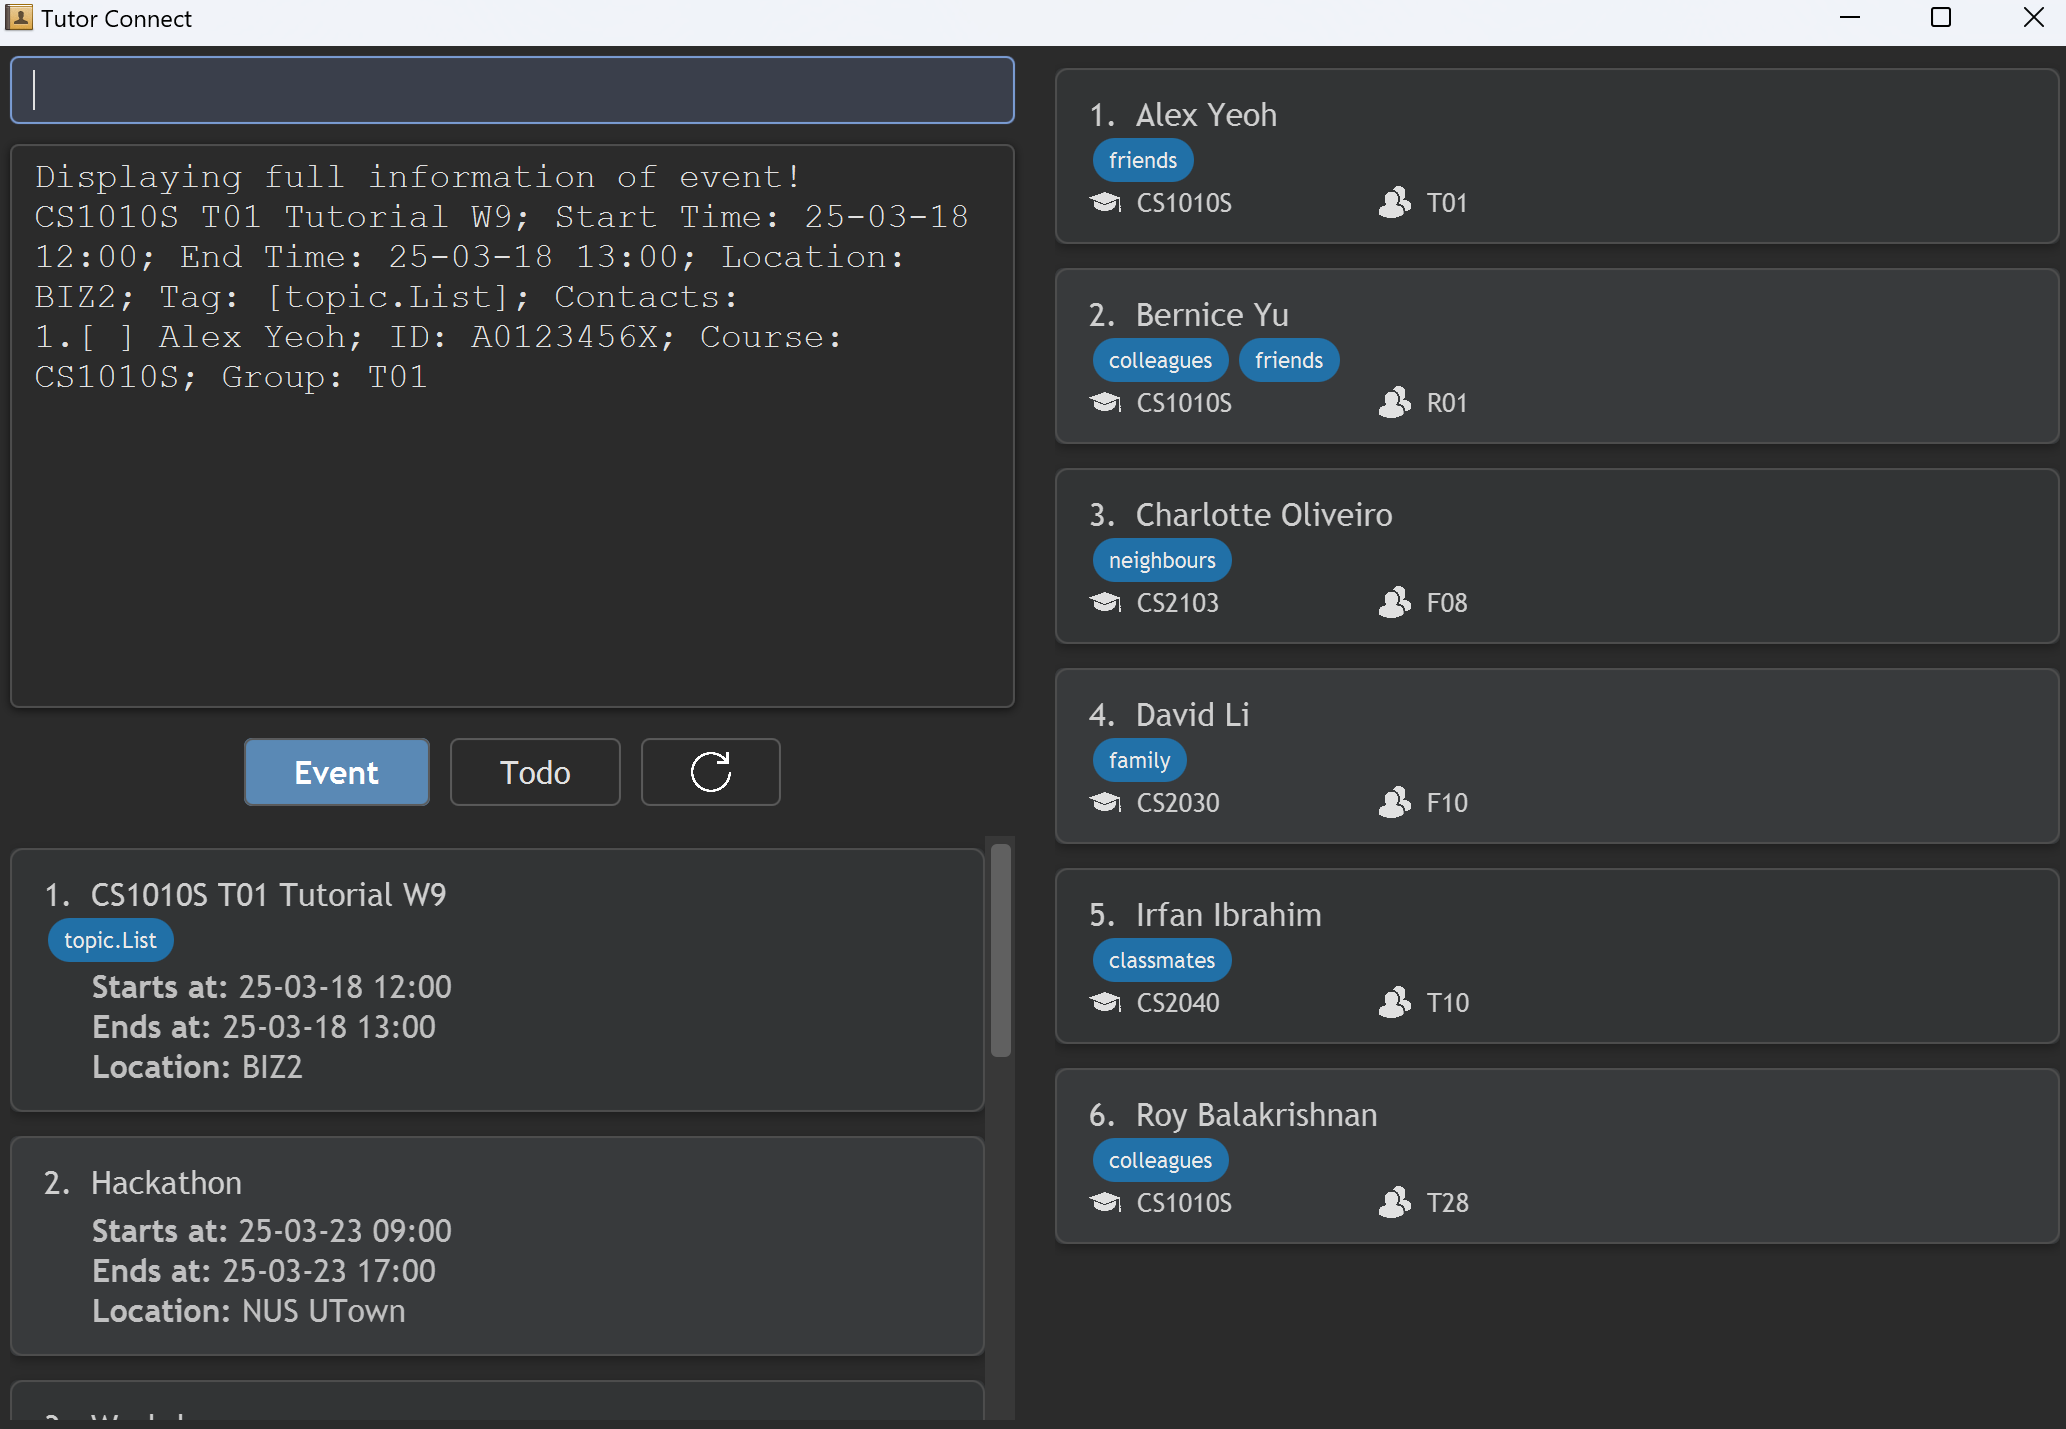 Tutor Connect
Displaying full information of event!
CS1010S T01 Tutorial W9; Start Time: 25-03-18
12:00; End Time: 25-03-18 13:00; Location:
BIZ2; Tag: [topic.List]; Contacts:
1.[ ] Alex Yeoh; ID: A0123456X; Course:
CS1010S; Group: T01
Event
Todo
1. CS1010S T01 Tutorial W9
topic.List
Starts at: 25-03-18 12:00
Ends at: 25-03-18 13:00
Location: BIZ2
2. Hackathon
Starts at: 25-03-23 09:00
Ends at: 25-03-23 17:00
Location: NUS UTown
1. Alex Yeoh
friends
CS1010S T01
2. Bernice Yu
colleagues friends
CS1010S R01
3. Charlotte Oliveiro
neighbours
CS2103 F08
4. David Li
family
CS2030 F10
5. Irfan Ibrahim
classmates
CS2040 T10
6. Roy Balakrishnan
colleagues
CS1010S T28